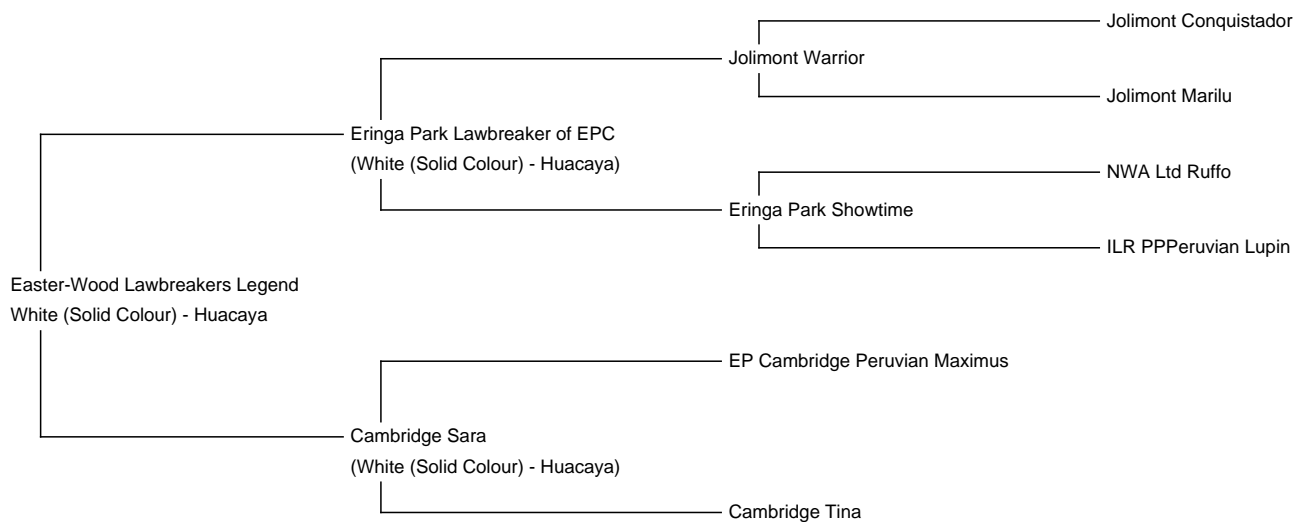 Jolimont Conquistador
Jolimont Warrior
Jolimont Marilu
Eringa Park Lawbreaker of EPC
(White (Solid Colour) - Huacaya)
NWA Ltd Ruffo
Eringa Park Showtime
ILR PPPeruvian Lupin
Easter-Wood Lawbreakers Legend
White (Solid Colour) - Huacaya
EP Cambridge Peruvian Maximus
Cambridge Sara
(White (Solid Colour) - Huacaya)
Cambridge Tina